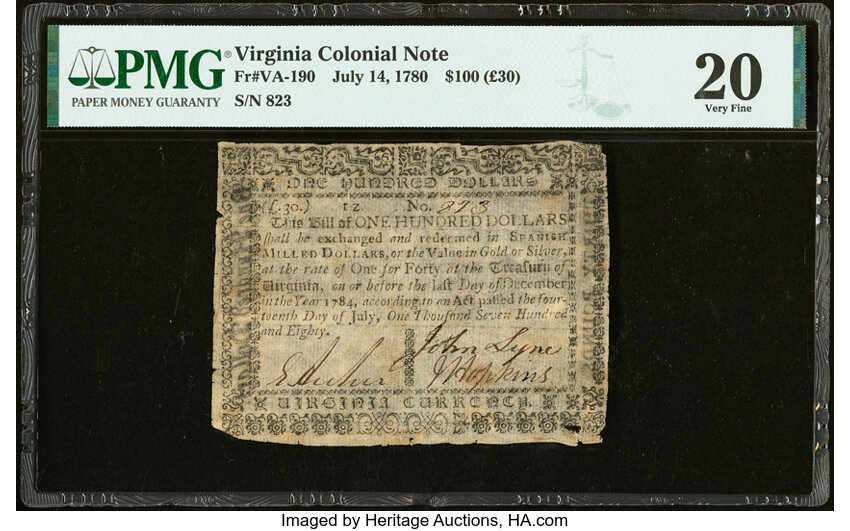 PMG®
PAPER MONEY GUARANTY
Virginia Colonial Note
Fr#VA-190 July 14, 1780 $100 (£30)
S/N 823
20
Very Fine
ONE HUNDRED DOLLARS
(£.30.) No. 823
This Bill of ONE HUNDRED DOLLARS
shall be exchanged and redeemed in SPANISH
MILLED DOLLARS, or the Value in Gold or Silver,
at the rate of One for Forty at the Treasury of
Virginia, on or before the last Day of December
in the Year 1784, according to an Act passed the four-
teenth Day of July, One Thousand Seven Hundred
and Eighty.
John Lyne
J Hopkins
VIRGINIA CURRENCY.
Imaged by Heritage Auctions, HA.com